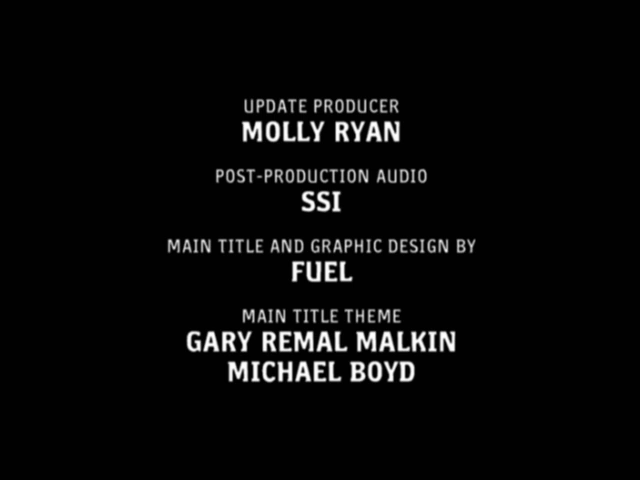 UPDATE PRODUCER
MOLLY RYAN
POST-PRODUCTION AUDIO
SSI
MAIN TITLE AND GRAPHIC DESIGN BY
FUEL
MAIN TITLE THEME
GARY REMAL MALKIN
MICHAEL BOYD